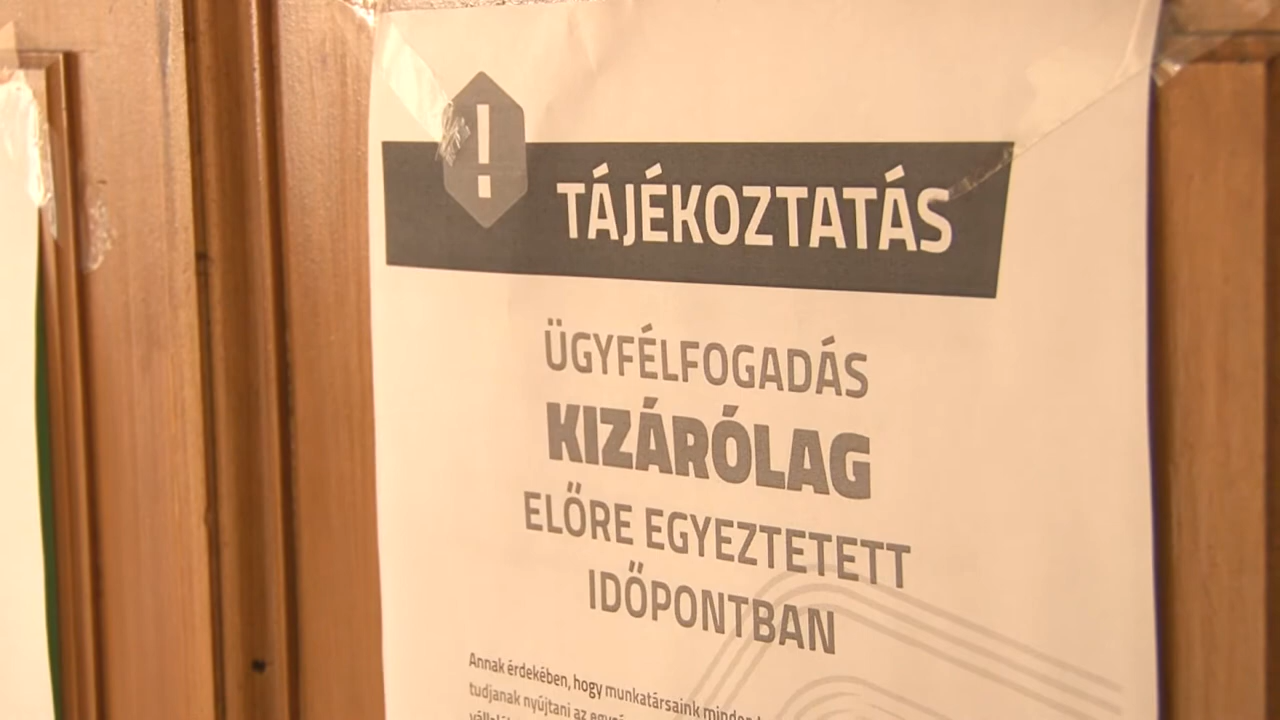 !
TÁJÉKOZTATÁS
ÜGYFÉLFOGADÁS
KIZÁRÓLAG
ELŐRE EGYEZTETETT
IDŐPONTBAN
Annak érdekében, hogy munkatársaink minden
tudjanak nyújtani az